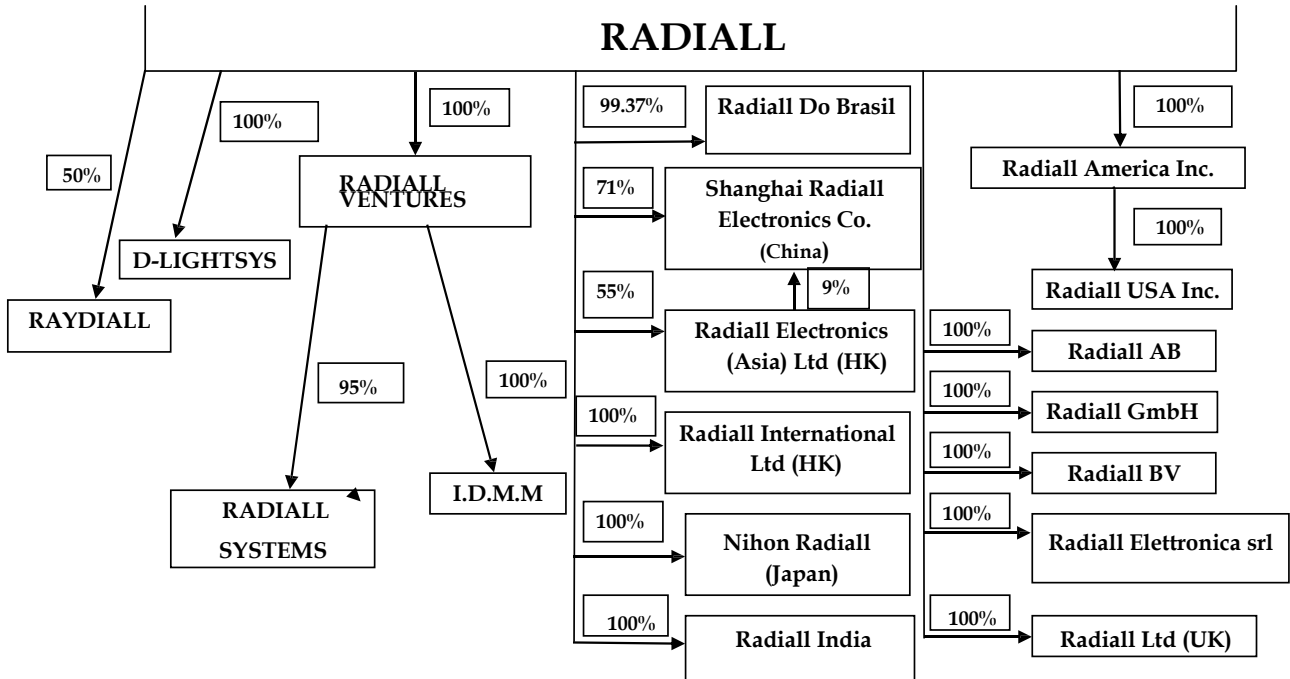 RADIALL
50%
100%
100%
RADIALL
VENTURES
D-LIGHTSYS
RAYDIALL
95%
100%
RADIALL
SYSTEMS
I.D.M.M
99.37%
Radiall Do Brasil
71%
Shanghai Radiall
Electronics Co.
(China)
9%
55%
Radiall Electronics
(Asia) Ltd (HK)
100%
Radiall International
Ltd (HK)
100%
Nihon Radiall
(Japan)
100%
Radiall India
100%
Radiall America Inc.
100%
Radiall USA Inc.
100%
Radiall AB
100%
Radiall GmbH
100%
Radiall BV
100%
Radiall Elettronica srl
100%
Radiall Ltd (UK)